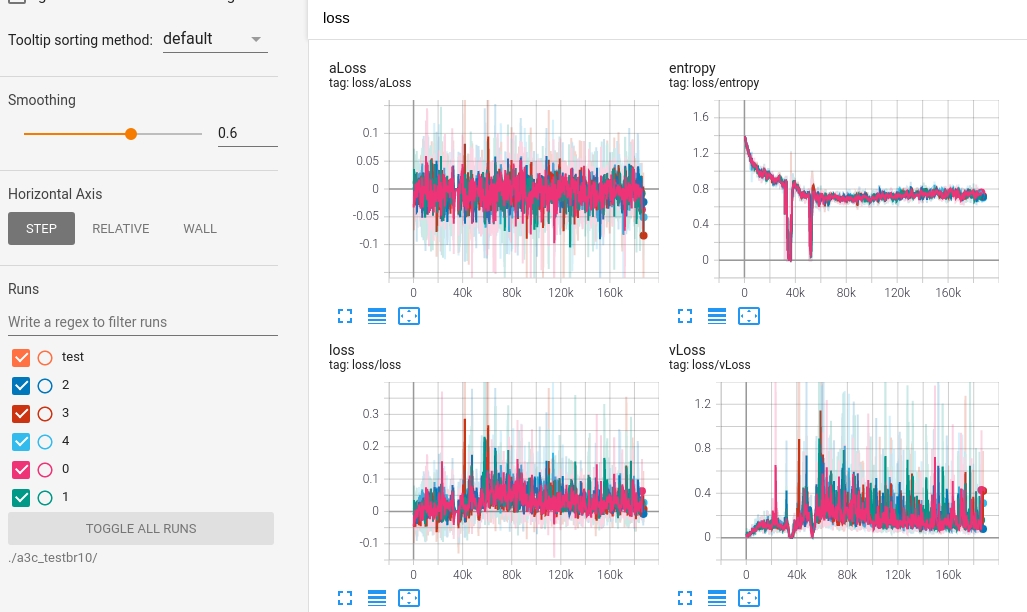 loss
Tooltip sorting method: default
Smoothing
0.6
Horizontal Axis
STEP RELATIVE WALL
Runs
Write a regex to filter runs
test
2
3
4
0
1
TOGGLE ALL RUNS
./a3c_testbr10/
aLoss
tag: loss/aLoss
0.1
0.05
0
-0.05
-0.1
0 40k 80k 120k 160k
entropy
tag: loss/entropy
1.6
1.2
0.8
0.4
0
0 40k 80k 120k 160k
loss
tag: loss/loss
0.3
0.2
0.1
0
-0.1
0 40k 80k 120k 160k
vLoss
tag: loss/vLoss
1.2
0.8
0.4
0
0 40k 80k 120k 160k